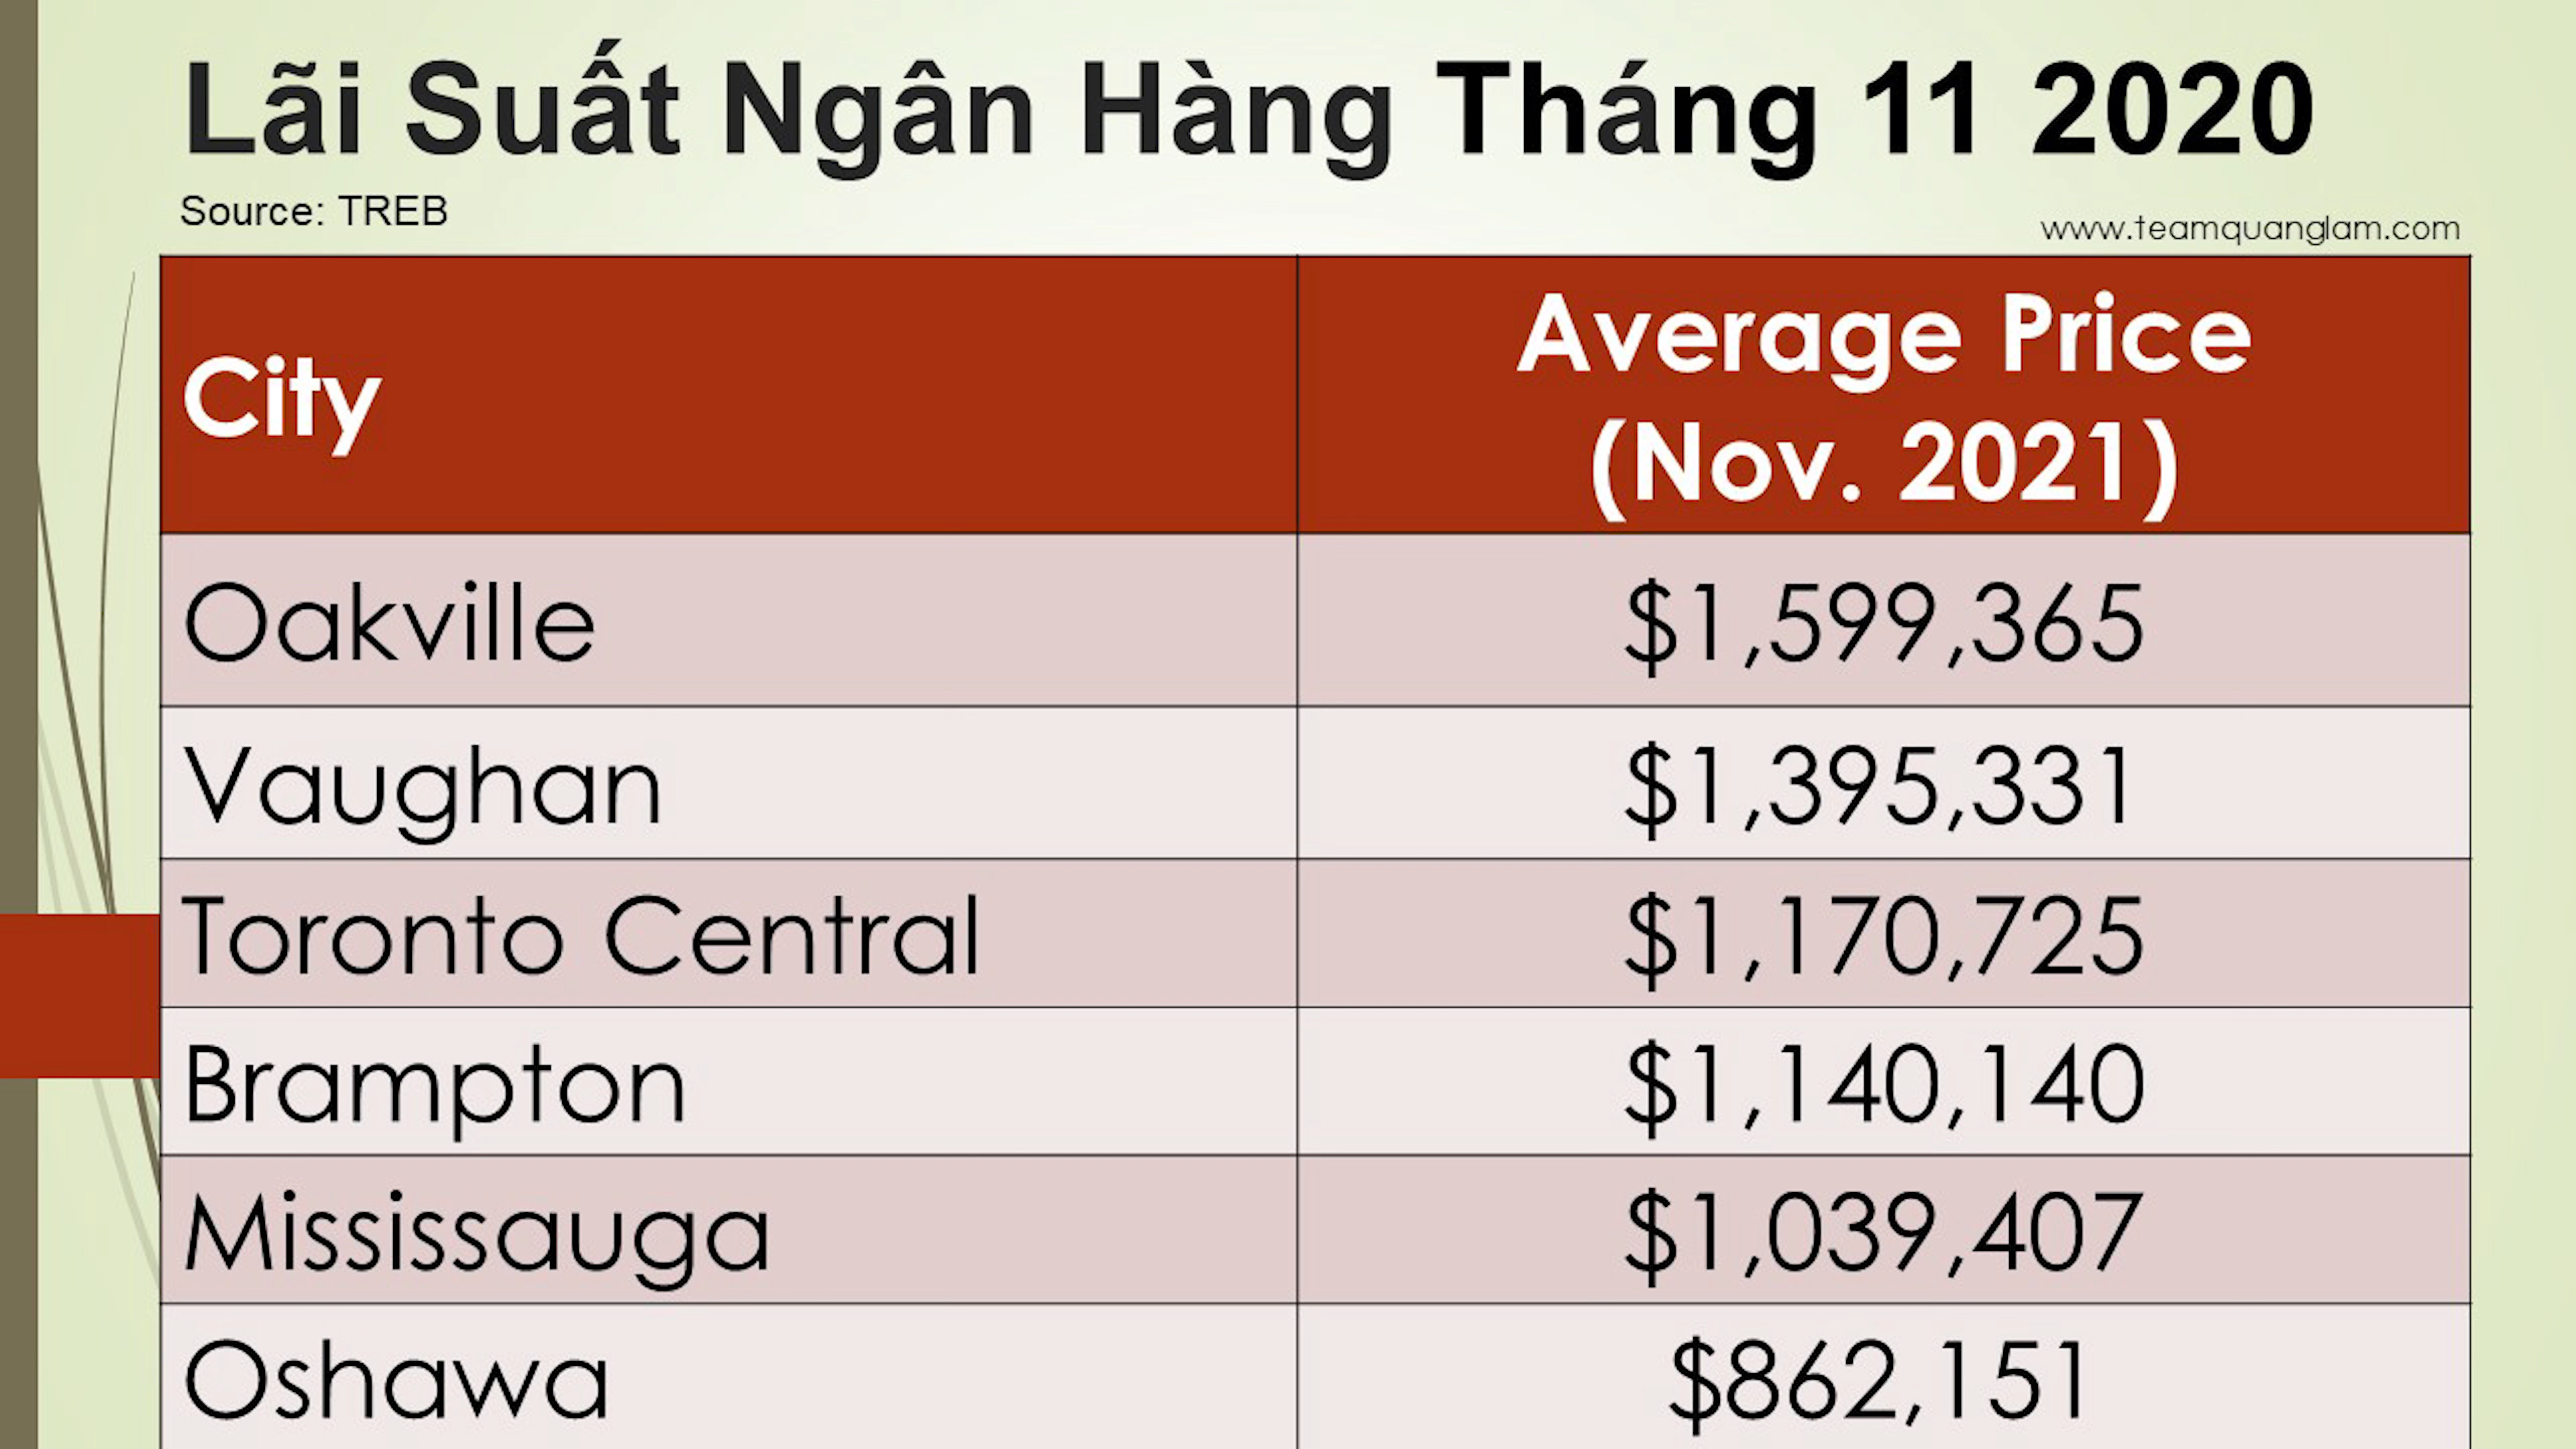 Lãi Suất Ngân Hàng Tháng 11 2020
Source: TREB
www.teamquanglam.com
City
Average Price
(Nov. 2021)
Oakville $1,599,365
Vaughan $1,395,331
Toronto Central $1,170,725
Brampton $1,140,140
Mississauga $1,039,407
Oshawa $862,151